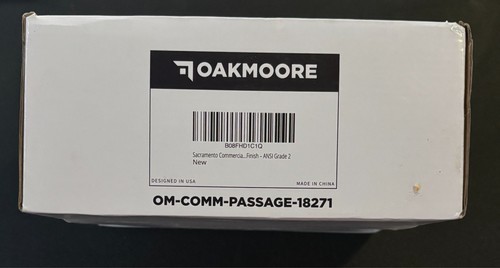 OAKMOORE
B08FHD1C1Q
Sacramento Commercia...Finish - ANSI Grade 2
New
DESIGNED IN USA
MADE IN CHINA
OM-COMM-PASSAGE-18271